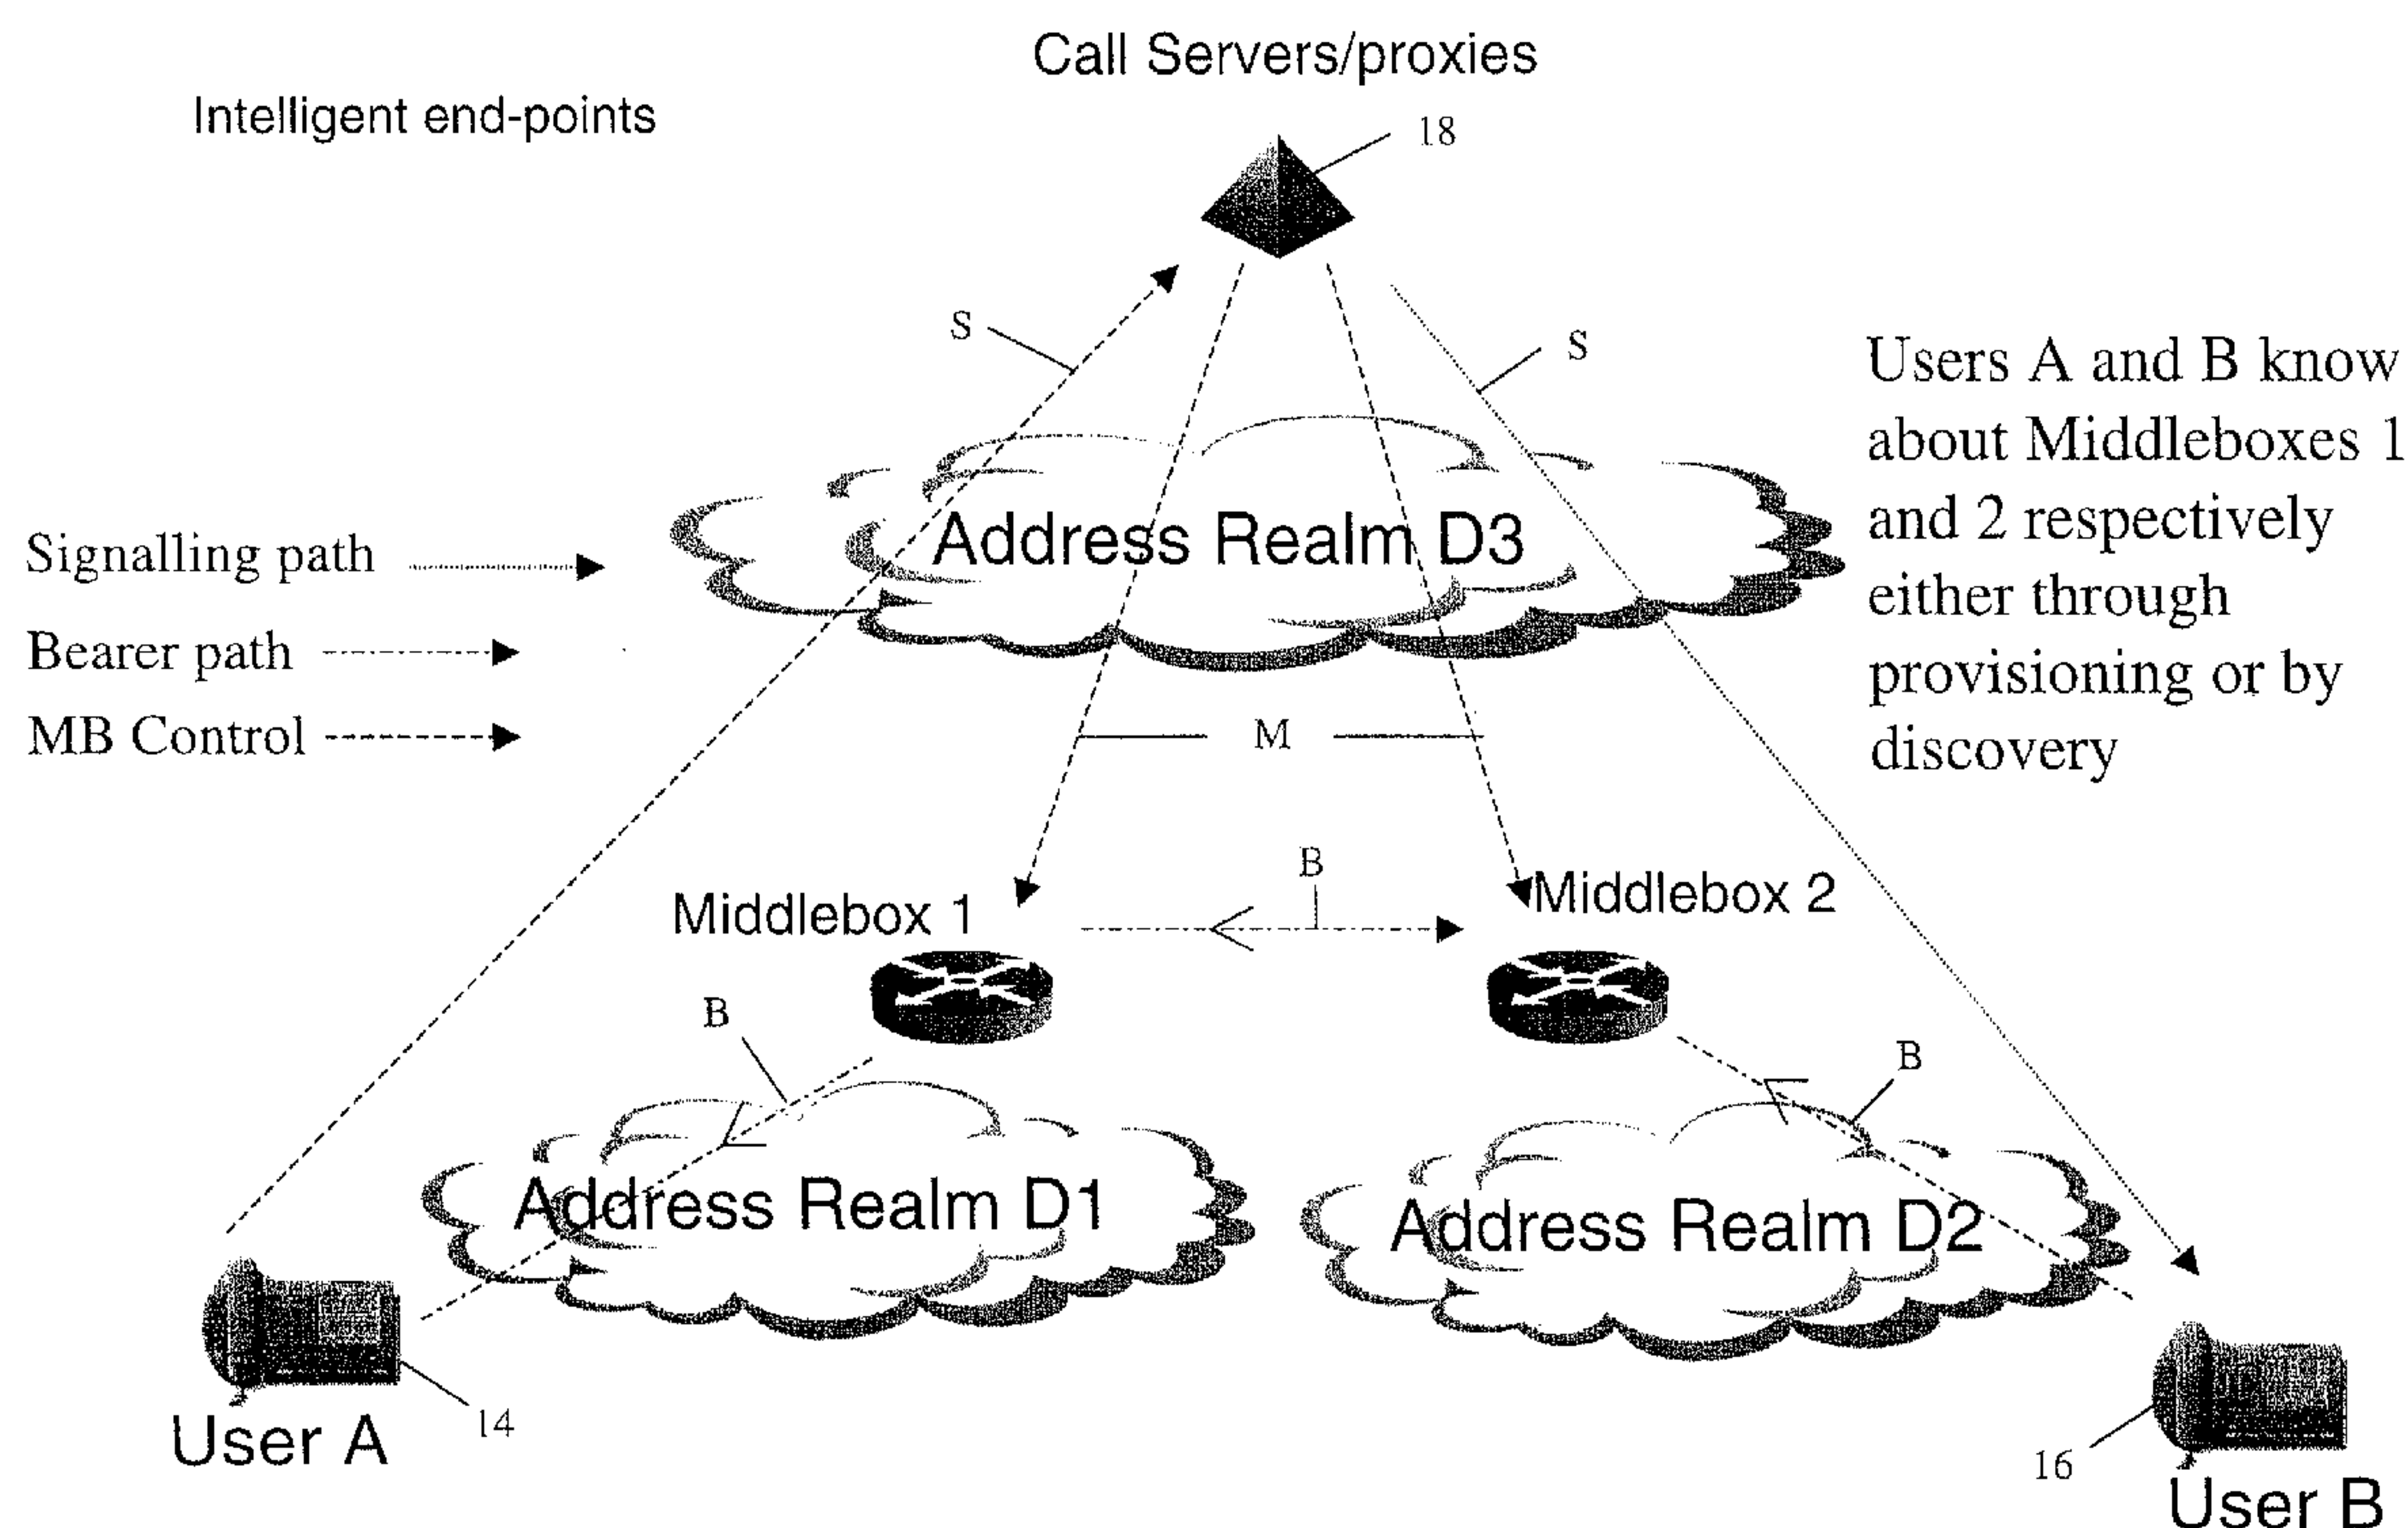 Call Servers/proxies
Intelligent end-points
18
S
S
Users A and B know
about Middleboxes 1
and 2 respectively
either through
provisioning or by
discovery
Address Realm D3
Signalling path
Bearer path
MB Control
M
B
Middlebox 1
Middlebox 2
B
B
Address Realm D1
Address Realm D2
14
User A
16
User B